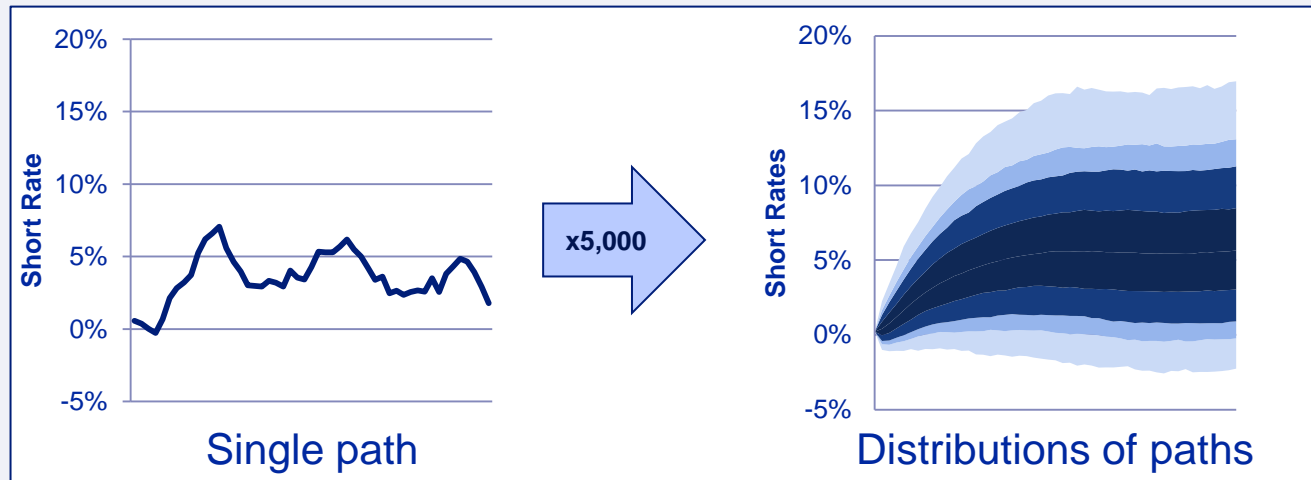 20%
15%
10%
5%
0%
-5%
Short Rate
Single path
x5,000
20%
15%
10%
5%
0%
-5%
Short Rates
Distributions of paths